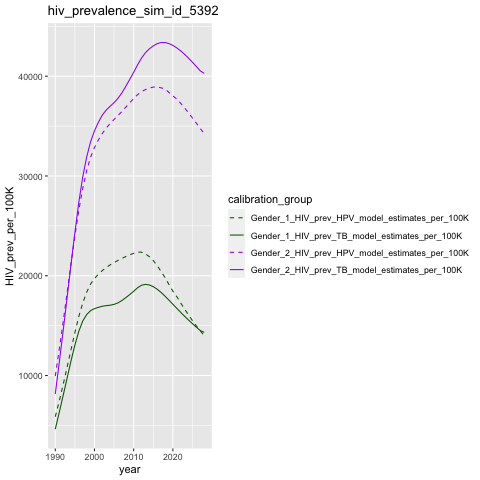 hiv_prevalence_sim_id_5392
HIV_prev_per_100K
40000
30000
20000
10000
1990 2000 2010 2020
year
calibration_group
Gender_1_HIV_prev_HPV_model_estimates_per_100K
Gender_1_HIV_prev_TB_model_estimates_per_100K
Gender_2_HIV_prev_HPV_model_estimates_per_100K
Gender_2_HIV_prev_TB_model_estimates_per_100K